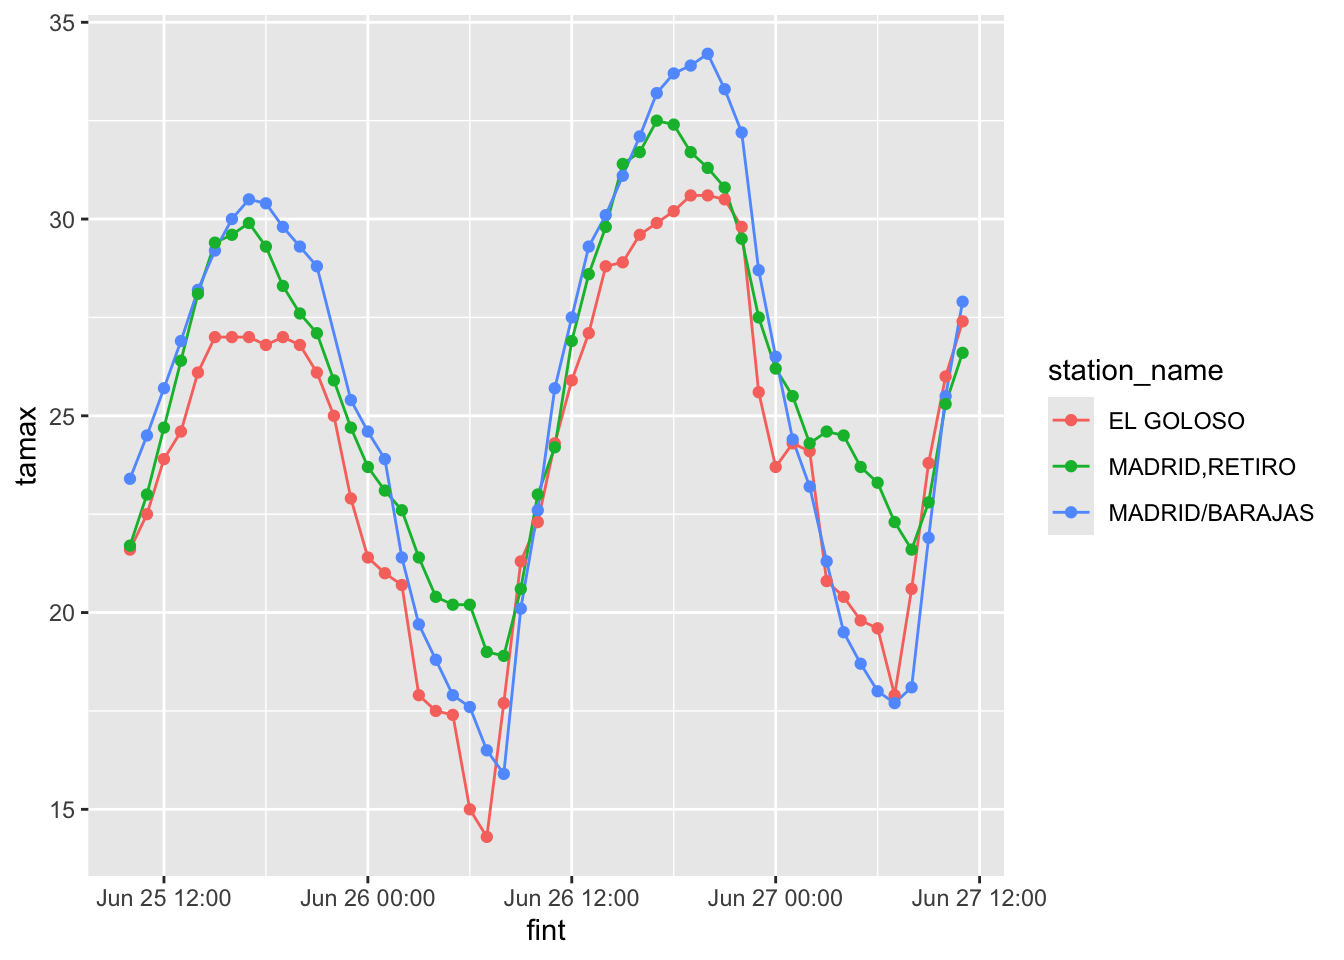 35
30
25
20
15
tamax
Jun 25 12:00
Jun 26 00:00
Jun 26 12:00
Jun 27 00:00
Jun 27 12:00
fint
station_name
EL GOLOSO
MADRID,RETIRO
MADRID/BARAJAS